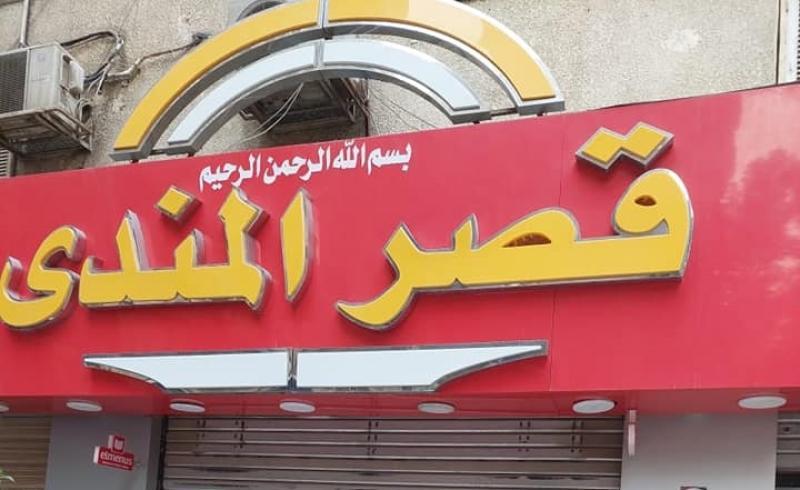 بسم الله الرحمن الرحيم
قصر المندى
elmenus